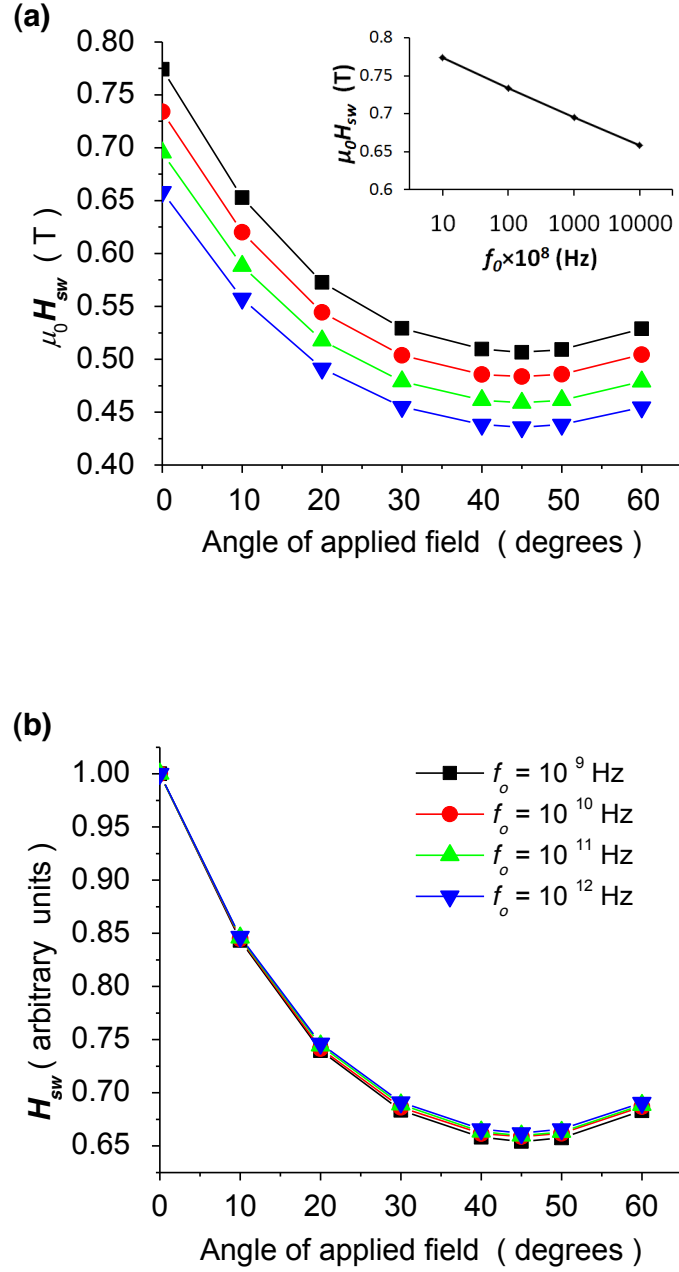 (a)
0.80
0.75
0.70
0.65
0.60
0.55
0.50
0.45
0.40
μ₀Hsw ( T )
0 10 20 30 40 50 60
Angle of applied field ( degrees )
0.8
0.75
0.7
0.65
0.6
μ₀Hsw (T)
10 100 1000 10000
f₀×10⁸ (Hz)
(b)
1.00
0.95
0.90
0.85
0.80
0.75
0.70
0.65
Hsw ( arbitrary units )
fₒ = 10 ⁹ Hz
fₒ = 10 ¹⁰ Hz
fₒ = 10 ¹¹ Hz
fₒ = 10 ¹² Hz
0 10 20 30 40 50 60
Angle of applied field ( degrees )